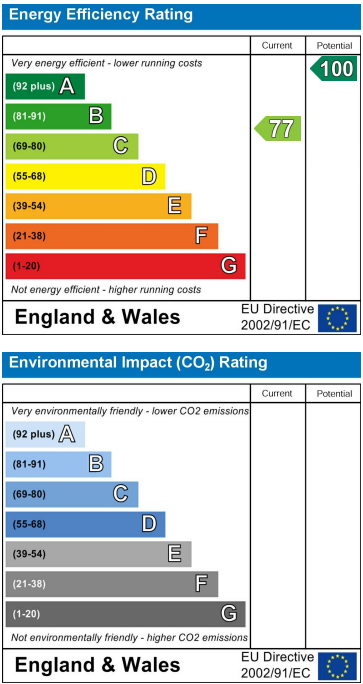 Energy Efficiency Rating
Current Potential
Very energy efficient - lower running costs
(92 plus) A
100
(81-91) B
77
(69-80) C
(55-68) D
(39-54) E
(21-38) F
(1-20) G
Not energy efficient - higher running costs
England & Wales
EU Directive
2002/91/EC
Environmental Impact (CO₂) Rating
Current Potential
Very environmentally friendly - lower CO2 emissions
(92 plus) A
(81-91) B
(69-80) C
(55-68) D
(39-54) E
(21-38) F
(1-20) G
Not environmentally friendly - higher CO2 emissions
England & Wales
EU Directive
2002/91/EC